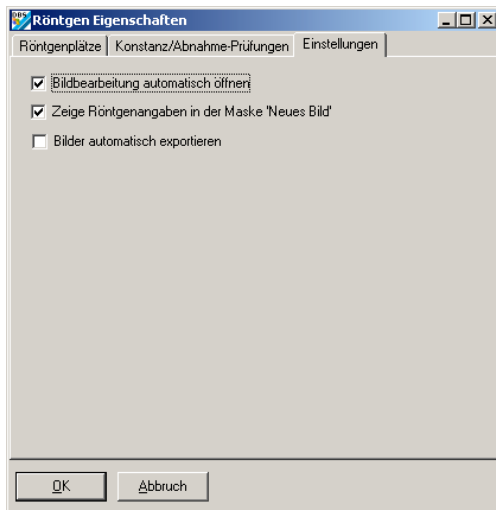 DBS Röntgen Eigenschaften
Röntgenplätze Konstanz/Abnahme-Prüfungen Einstellungen
Bildbearbeitung automatisch öffnen
Zeige Röntgenangaben in der Maske 'Neues Bild'
Bilder automatisch exportieren
OK Abbruch